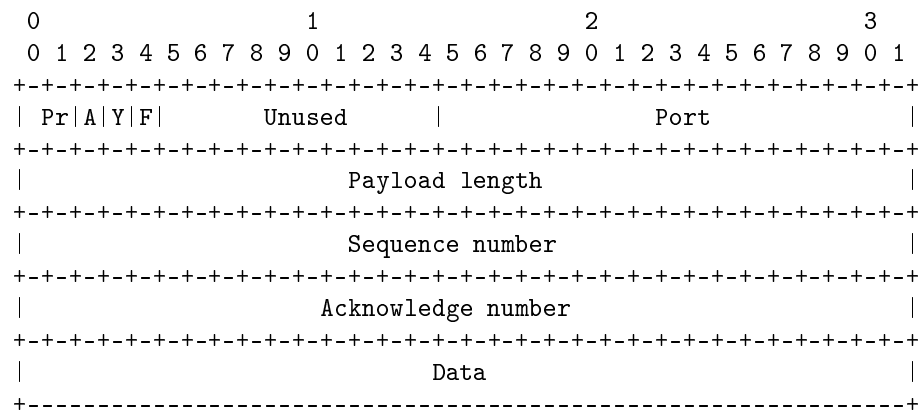 0                   1                   2                   3
 0 1 2 3 4 5 6 7 8 9 0 1 2 3 4 5 6 7 8 9 0 1 2 3 4 5 6 7 8 9 0 1
+-+-+-+-+-+-+-+-+-+-+-+-+-+-+-+-+-+-+-+-+-+-+-+-+-+-+-+-+-+-+-+-+
| Pr|A|Y|F|       Unused      |               Port              |
+-+-+-+-+-+-+-+-+-+-+-+-+-+-+-+-+-+-+-+-+-+-+-+-+-+-+-+-+-+-+-+-+
|                       Payload length                          |
+-+-+-+-+-+-+-+-+-+-+-+-+-+-+-+-+-+-+-+-+-+-+-+-+-+-+-+-+-+-+-+-+
|                       Sequence number                         |
+-+-+-+-+-+-+-+-+-+-+-+-+-+-+-+-+-+-+-+-+-+-+-+-+-+-+-+-+-+-+-+-+
|                     Acknowledge number                        |
+-+-+-+-+-+-+-+-+-+-+-+-+-+-+-+-+-+-+-+-+-+-+-+-+-+-+-+-+-+-+-+-+
|                             Data                              |
+---------------------------------------------------------------+